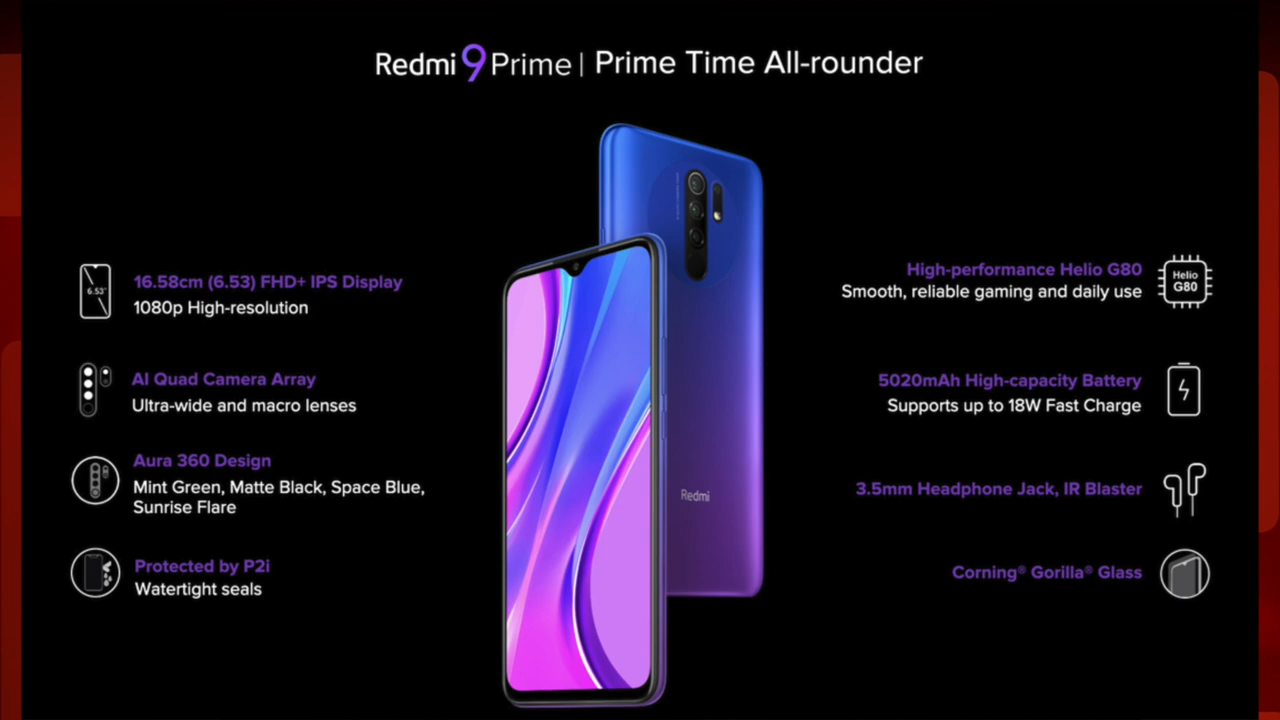 Redmi 9 Prime | Prime Time All-rounder
6.53"
16.58cm (6.53) FHD+ IPS Display
1080p High-resolution
AI Quad Camera Array
Ultra-wide and macro lenses
Aura 360 Design
Mint Green, Matte Black, Space Blue,
Sunrise Flare
Protected by P2i
Watertight seals
Redmi
High-performance Helio G80
Smooth, reliable gaming and daily use
Helio
G80
5020mAh High-capacity Battery
Supports up to 18W Fast Charge
3.5mm Headphone Jack, IR Blaster
Corning® Gorilla® Glass